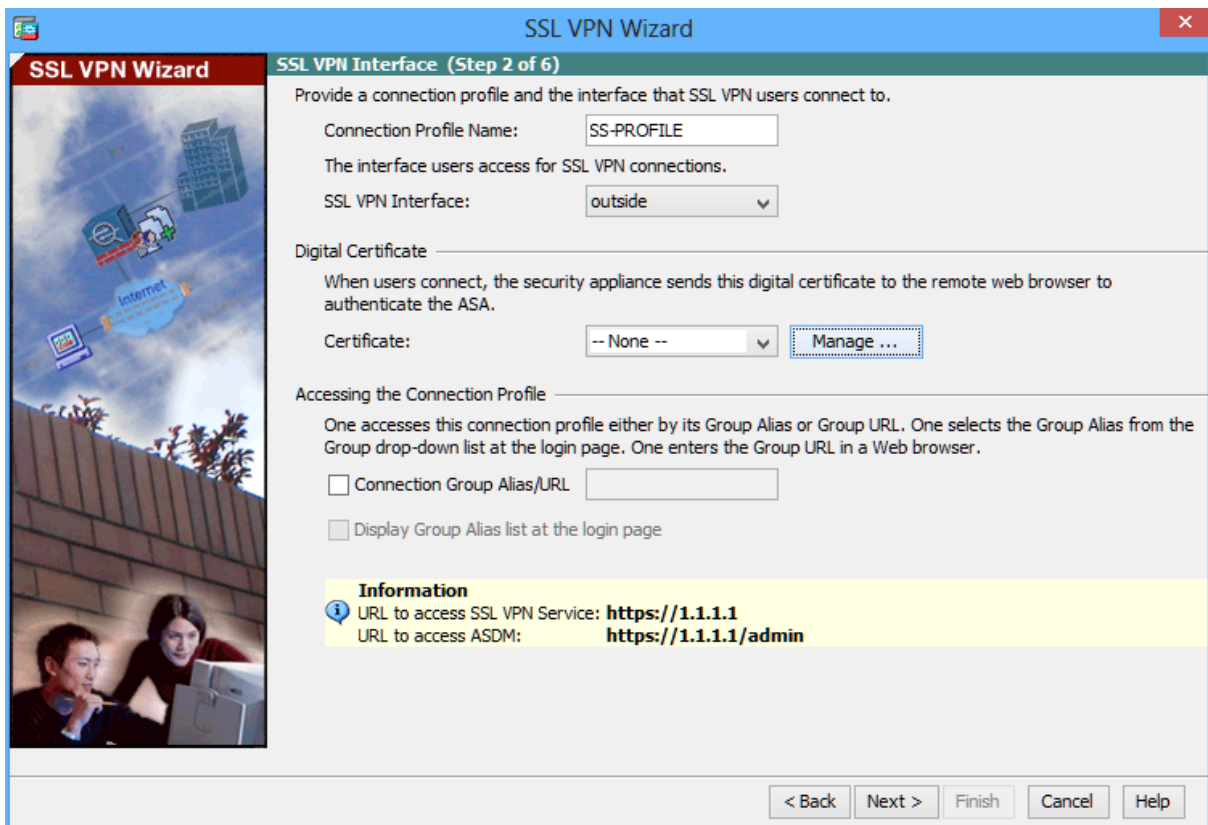 SSL VPN Wizard
SSL VPN Wizard
SSL VPN Interface (Step 2 of 6)
Provide a connection profile and the interface that SSL VPN users connect to.
Connection Profile Name: SS-PROFILE
The interface users access for SSL VPN connections.
SSL VPN Interface: outside
Digital Certificate
When users connect, the security appliance sends this digital certificate to the remote web browser to
authenticate the ASA.
Certificate: -- None -- Manage ...
Accessing the Connection Profile
One accesses this connection profile either by its Group Alias or Group URL. One selects the Group Alias from the
Group drop-down list at the login page. One enters the Group URL in a Web browser.
Connection Group Alias/URL
Display Group Alias list at the login page
Information
URL to access SSL VPN Service: https://1.1.1.1
URL to access ASDM: https://1.1.1.1/admin
Internet
< Back Next > Finish Cancel Help